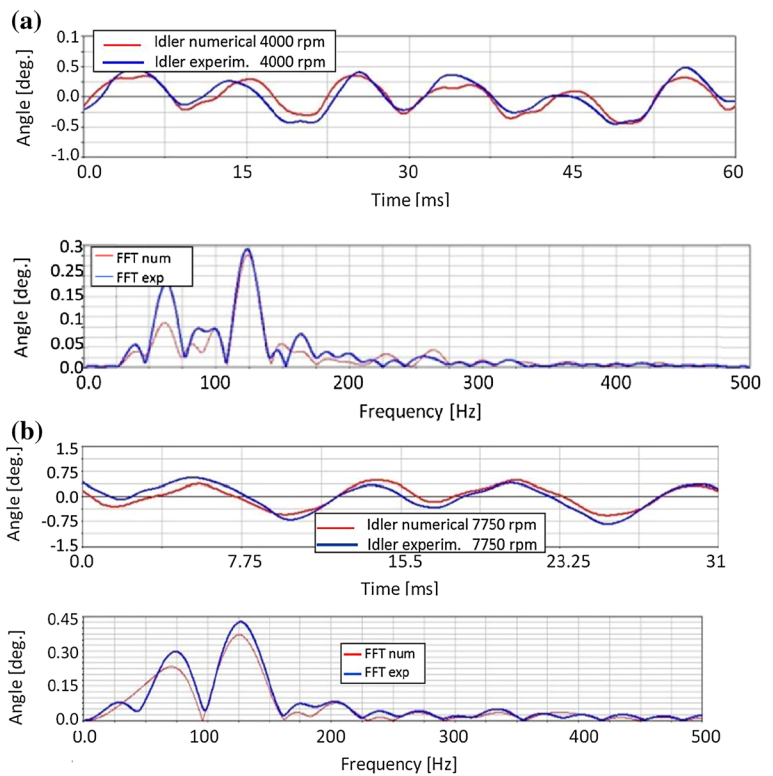 (a)
Idler numerical 4000 rpm
Idler experim. 4000 rpm
Angle [deg.]
0.1
0.5
0.0
-0.5
-1.0
0.0 15 30 45 60
Time [ms]
FFT num
FFT exp
Angle [deg.]
0.3
0.25
0.15
0.1
0.05
0.0
0.0 100 200 300 400 500
Frequency [Hz]
(b)
Angle [deg.]
1.5
0.75
0.0
-0.75
-1.5
Idler numerical 7750 rpm
Idler experim. 7750 rpm
0.0 7.75 15.5 23.25 31
Time [ms]
Angle [deg.]
0.45
0.30
0.15
0.0
FFT num
FFT exp
0.0 100 200 300 400 500
Frequency [Hz]